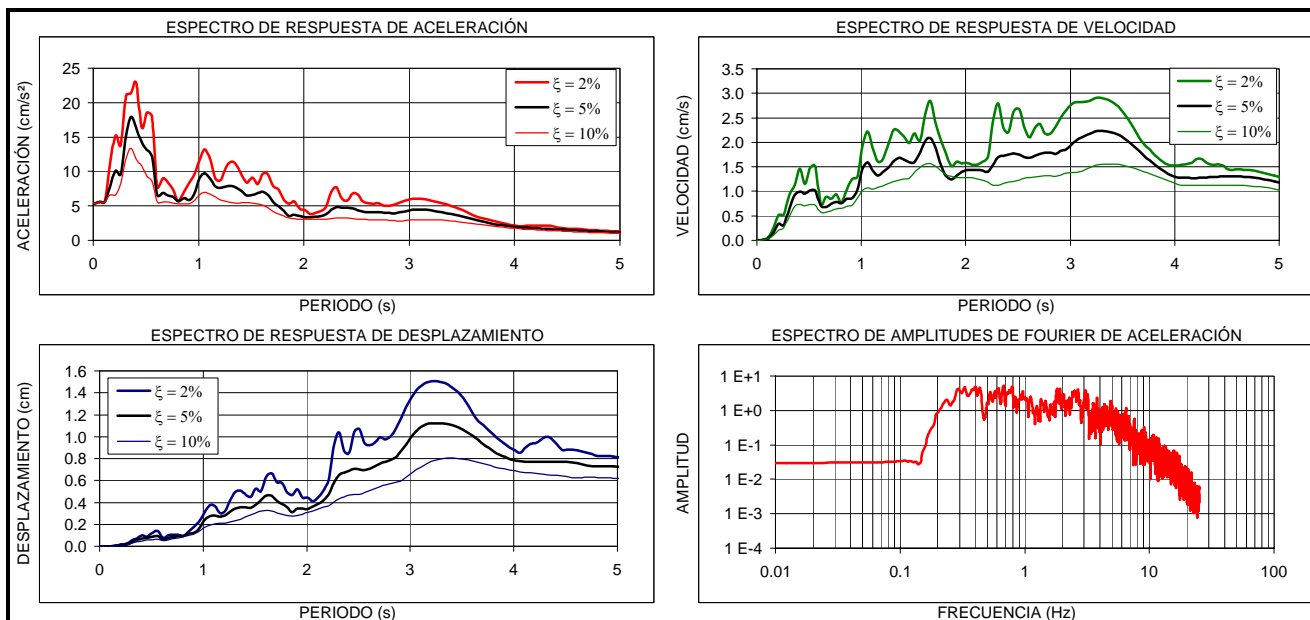 ESPECTRO DE RESPUESTA DE ACELERACIÓN
25
20
15
10
5
0
0 1 2 3 4 5
ACELERACIÓN (cm/s²)
PERIODO (s)
ξ = 2%
ξ = 5%
ξ = 10%
ESPECTRO DE RESPUESTA DE VELOCIDAD
3.5
3.0
2.5
2.0
1.5
1.0
0.5
0.0
0 1 2 3 4 5
VELOCIDAD (cm/s)
PERIODO (s)
ξ = 2%
ξ = 5%
ξ = 10%
ESPECTRO DE RESPUESTA DE DESPLAZAMIENTO
1.6
1.4
1.2
1.0
0.8
0.6
0.4
0.2
0.0
0 1 2 3 4 5
DESPLAZAMIENTO (cm)
PERIODO (s)
ξ = 2%
ξ = 5%
ξ = 10%
ESPECTRO DE AMPLITUDES DE FOURIER DE ACELERACIÓN
1 E+1
1 E+0
1 E-1
1 E-2
1 E-3
1 E-4
0.01 0.1 1 10 100
AMPLITUD
FRECUENCIA (Hz)